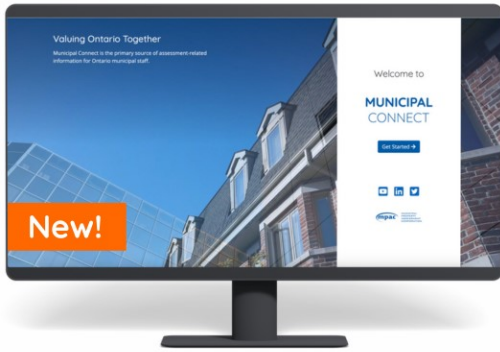 Valuing Ontario Together
Municipal Connect is the primary source of assessment-related
information for Ontario municipal staff.
Welcome to
MUNICIPAL
CONNECT
Get Started →
New!
mpac